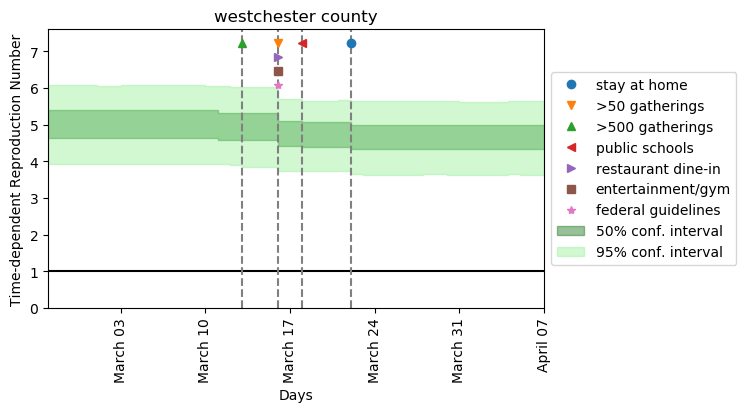 westchester county
Time-dependent Reproduction Number
7
6
5
4
3
2
1
0
March 03
March 10
March 17
March 24
March 31
April 07
Days
stay at home
>50 gatherings
>500 gatherings
public schools
restaurant dine-in
entertainment/gym
federal guidelines
50% conf. interval
95% conf. interval